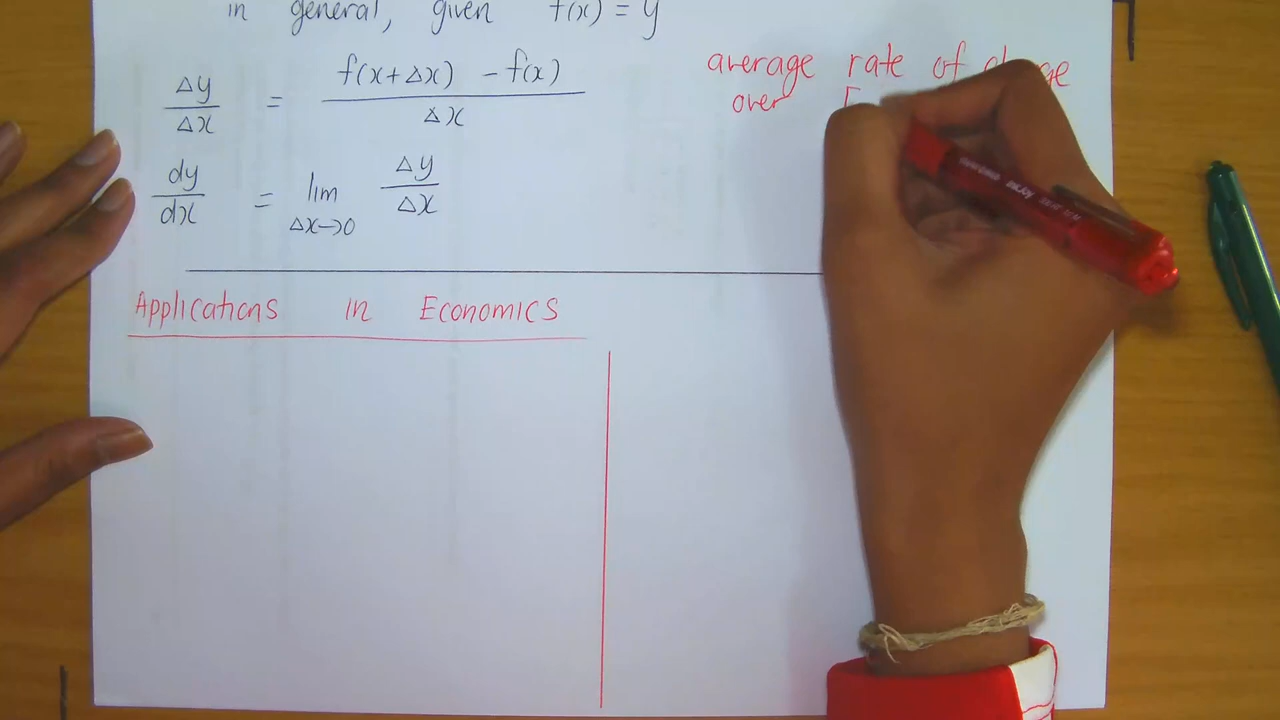 in general, given f(x) = y
Δy/Δx = f(x+Δx) - f(x)/Δx
average rate of change
over [
dy/dx = lim Δx→0 Δy/Δx
Applications in Economics